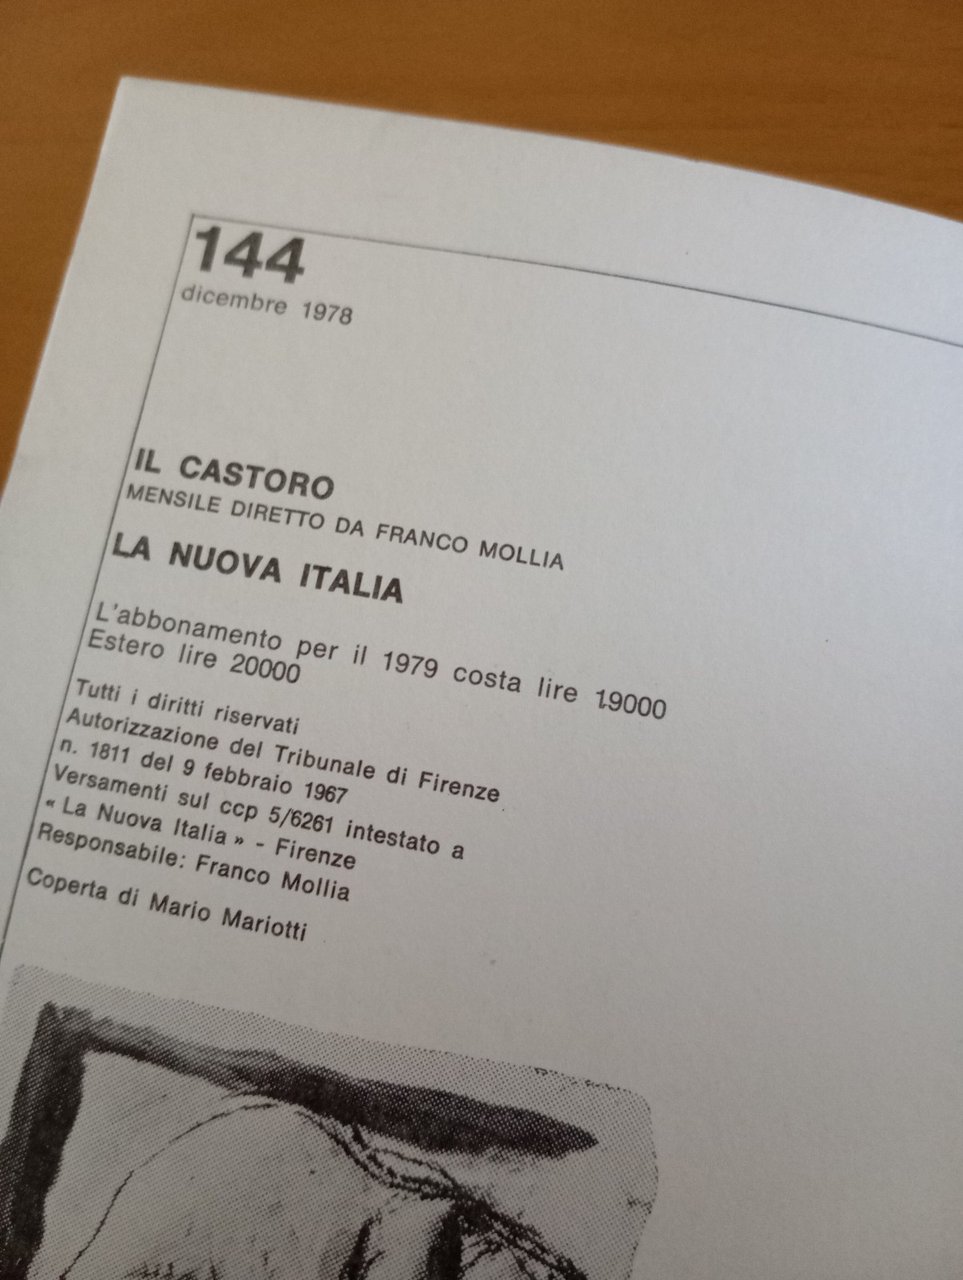 144
dicembre 1978
IL CASTORO
MENSILE DIRETTO DA FRANCO MOLLIA
LA NUOVA ITALIA
L'abbonamento per il 1979 costa lire 19000
Estero lire 20000
Tutti i diritti riservati
Autorizzazione del Tribunale di Firenze
n. 1811 del 9 febbraio 1967
Versamenti sul ccp 5/6261 intestato a
« La Nuova Italia » - Firenze
Responsabile: Franco Mollia
Coperta di Mario Mariotti